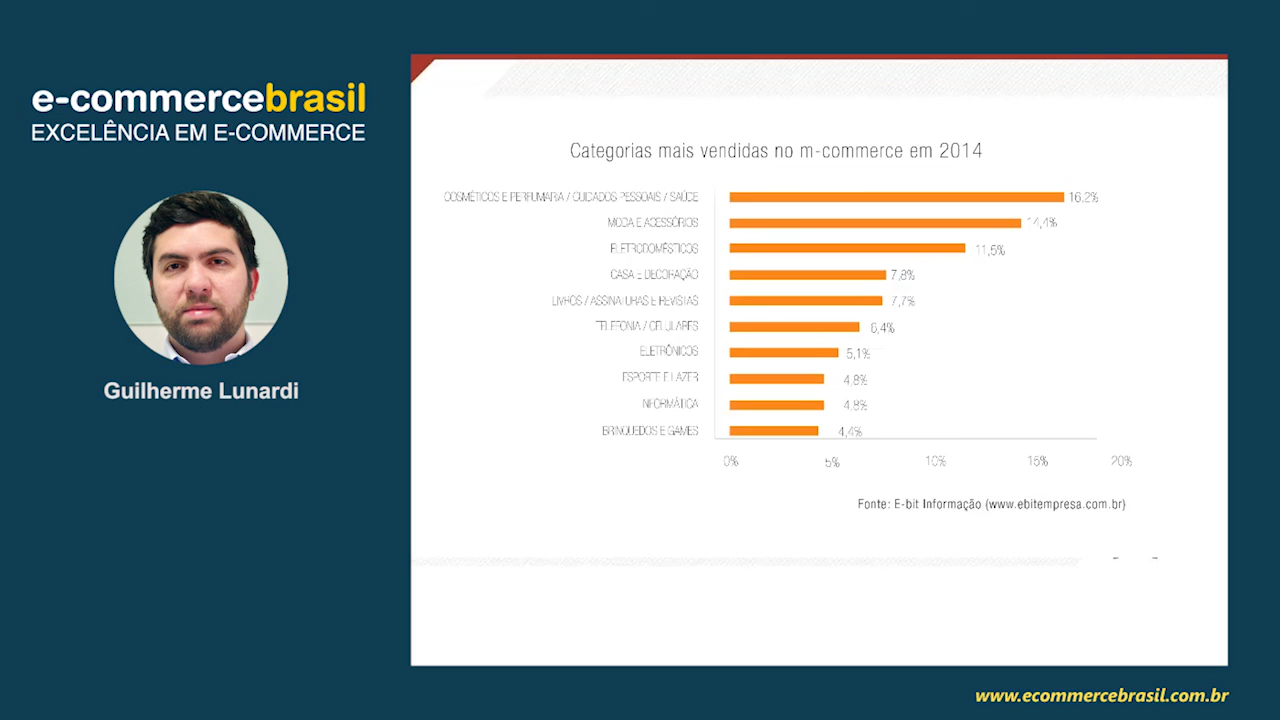 e-commercebrasil
EXCELÊNCIA EM E-COMMERCE
Guilherme Lunardi
Categorias mais vendidas no m-commerce em 2014
COSMÉTICOS E PERFUMARIA / CUIDADOS PESSOAIS / SAÚDE 16,2%
MODA E ACESSÓRIOS 14,4%
ELETRODOMÉSTICOS 11,5%
CASA E DECORAÇÃO 7,8%
LIVROS / ASSINATURAS E REVISTAS 7,7%
TELEFONIA / CELULARES 6,4%
ELETRÔNICOS 5,1%
ESPORTE E LAZER 4,8%
INFORMÁTICA 4,8%
BRINQUEDOS E GAMES 4,4%
0% 5% 10% 15% 20%
Fonte: E-bit Informação (www.ebitempresa.com.br)
www.ecommercebrasil.com.br